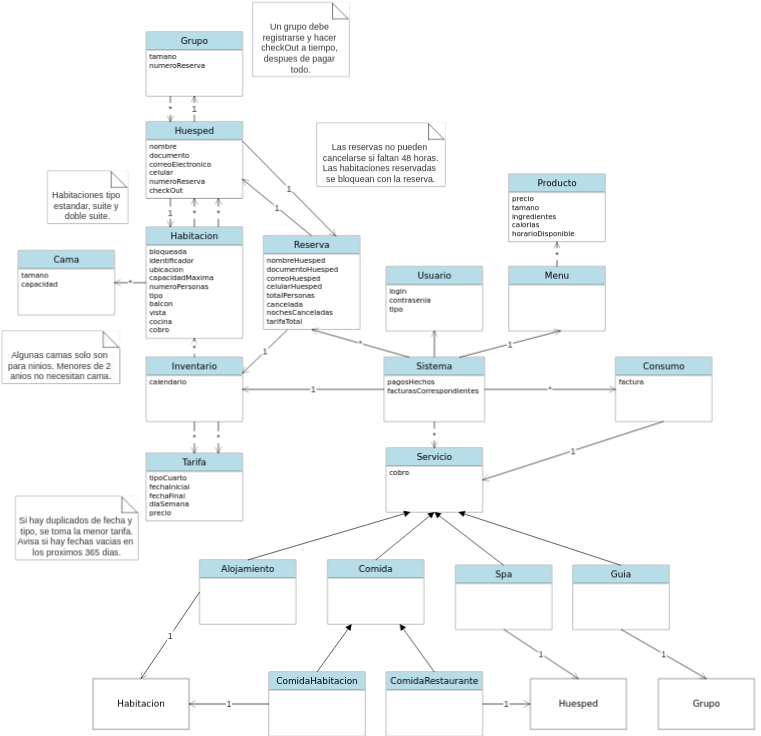 Un grupo debe
registrarse y hacer
checkOut a tiempo,
despues de pagar
todo.
Grupo
tamano
numeroReserva
*
1
Huesped
nombre
documento
correoElectronico
celular
numeroReserva
checkOut
Las reservas no pueden
cancelarse si faltan 48 horas.
Las habitaciones reservadas
se bloquean con la reserva.
1
1
1
*
*
Habitaciones tipo
estandar, suite y
doble suite.
Habitacion
bloqueada
identificador
ubicacion
capacidadMaxima
numeroPersonas
tipo
balcon
vista
cocina
cobro
Reserva
nombreHuesped
documentoHuesped
correoHuesped
celularHuesped
totalPersonas
cancelada
nochesCanceladas
tarifaTotal
Producto
precio
tamano
ingredientes
calorias
horarioDisponible
*
Cama
tamano
capacidad
*
Usuario
login
contrasenia
tipo
Menu
Algunas camas solo son
para ninios. Menores de 2
anios no necesitan cama.
*
1
*
1
Inventario
calendario
1
Sistema
pagosHechos
facturasCorrespondientes
*
Consumo
factura
*
*
*
1
Tarifa
tipoCuarto
fechaInicial
fechaFinal
diaSemana
precio
Servicio
cobro
Si hay duplicados de fecha y
tipo, se toma la menor tarifa.
Avisa si hay fechas vacias en
los proximos 365 dias.
Alojamiento
Comida
Spa
Guia
1
1
1
ComidaHabitacion
ComidaRestaurante
Habitacion
1
1
Huesped
Grupo